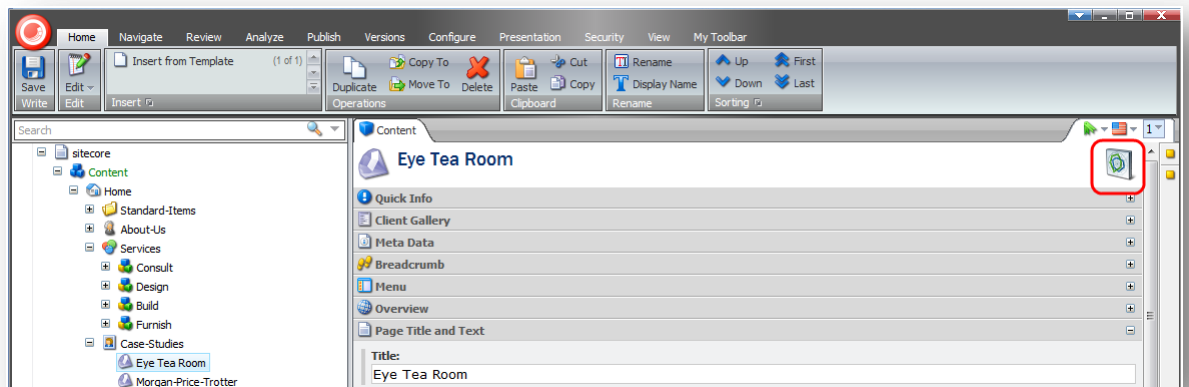 Home Navigate Review Analyze Publish Versions Configure Presentation Security View My Toolbar
Insert from Template (1 of 1) Copy To Cut Rename Up First
Save Edit Duplicate Move To Delete Paste Copy Display Name Down Last
Write Edit Insert Operations Clipboard Rename Sorting
Search
Content
1
sitecore
Content
Home
Standard-Items
About-Us
Services
Consult
Design
Build
Furnish
Case-Studies
Eye Tea Room
Morgan-Price-Trotter
Eye Tea Room
Quick Info
Client Gallery
Meta Data
Breadcrumb
Menu
Overview
Page Title and Text
Title:
Eye Tea Room